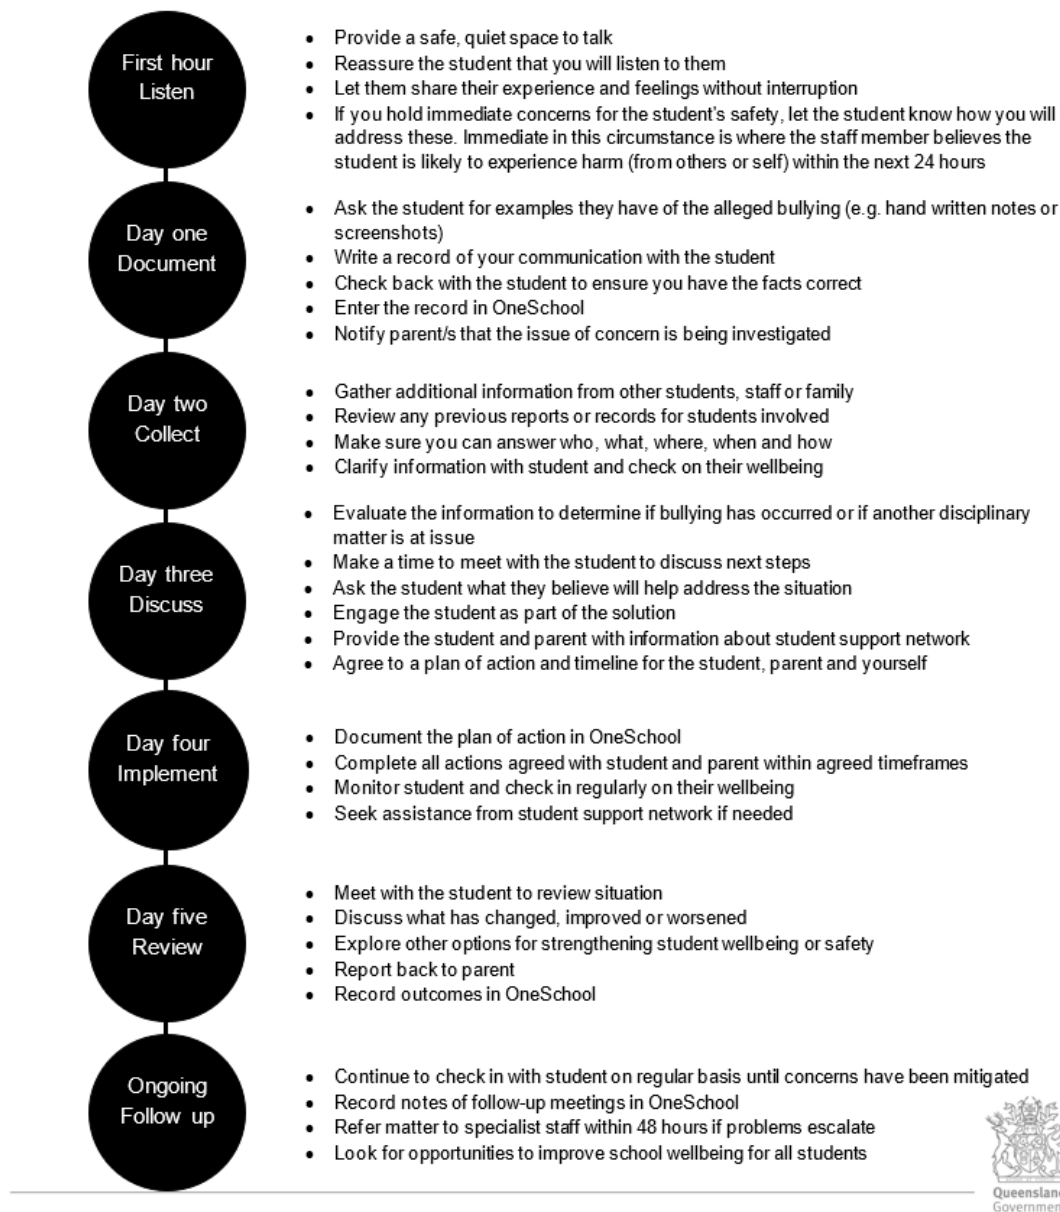 First hour
Listen
• Provide a safe, quiet space to talk
• Reassure the student that you will listen to them
• Let them share their experience and feelings without interruption
• If you hold immediate concerns for the student's safety, let the student know how you will
address these. Immediate in this circumstance is where the staff member believes the
student is likely to experience harm (from others or self) within the next 24 hours
Day one
Document
• Ask the student for examples they have of the alleged bullying (e.g. hand written notes or
screenshots)
• Write a record of your communication with the student
• Check back with the student to ensure you have the facts correct
• Enter the record in OneSchool
• Notify parent/s that the issue of concern is being investigated
Day two
Collect
• Gather additional information from other students, staff or family
• Review any previous reports or records for students involved
• Make sure you can answer who, what, where, when and how
• Clarify information with student and check on their wellbeing
Day three
Discuss
• Evaluate the information to determine if bullying has occurred or if another disciplinary
matter is at issue
• Make a time to meet with the student to discuss next steps
• Ask the student what they believe will help address the situation
• Engage the student as part of the solution
• Provide the student and parent with information about student support network
• Agree to a plan of action and timeline for the student, parent and yourself
Day four
Implement
• Document the plan of action in OneSchool
• Complete all actions agreed with student and parent within agreed timeframes
• Monitor student and check in regularly on their wellbeing
• Seek assistance from student support network if needed
Day five
Review
• Meet with the student to review situation
• Discuss what has changed, improved or worsened
• Explore other options for strengthening student wellbeing or safety
• Report back to parent
• Record outcomes in OneSchool
Ongoing
Follow up
• Continue to check in with student on regular basis until concerns have been mitigated
• Record notes of follow-up meetings in OneSchool
• Refer matter to specialist staff within 48 hours if problems escalate
• Look for opportunities to improve school wellbeing for all students
Queensland
Government